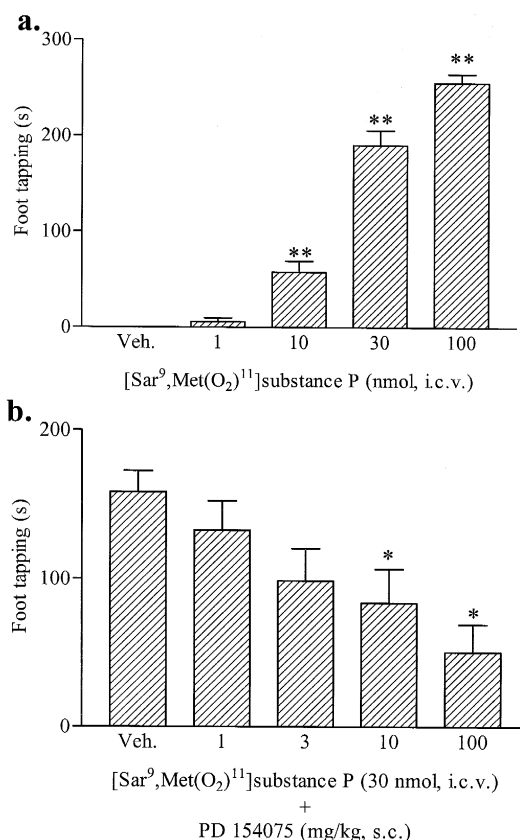 a.
300
200
100
0
Foot tapping (s)
**
**
**
Veh. 1 10 30 100
[Sar⁹,Met(O₂)¹¹]substance P (nmol, i.c.v.)
b.
200
100
0
Foot tapping (s)
*
*
Veh. 1 3 10 100
[Sar⁹,Met(O₂)¹¹]substance P (30 nmol, i.c.v.)
+
PD 154075 (mg/kg, s.c.)